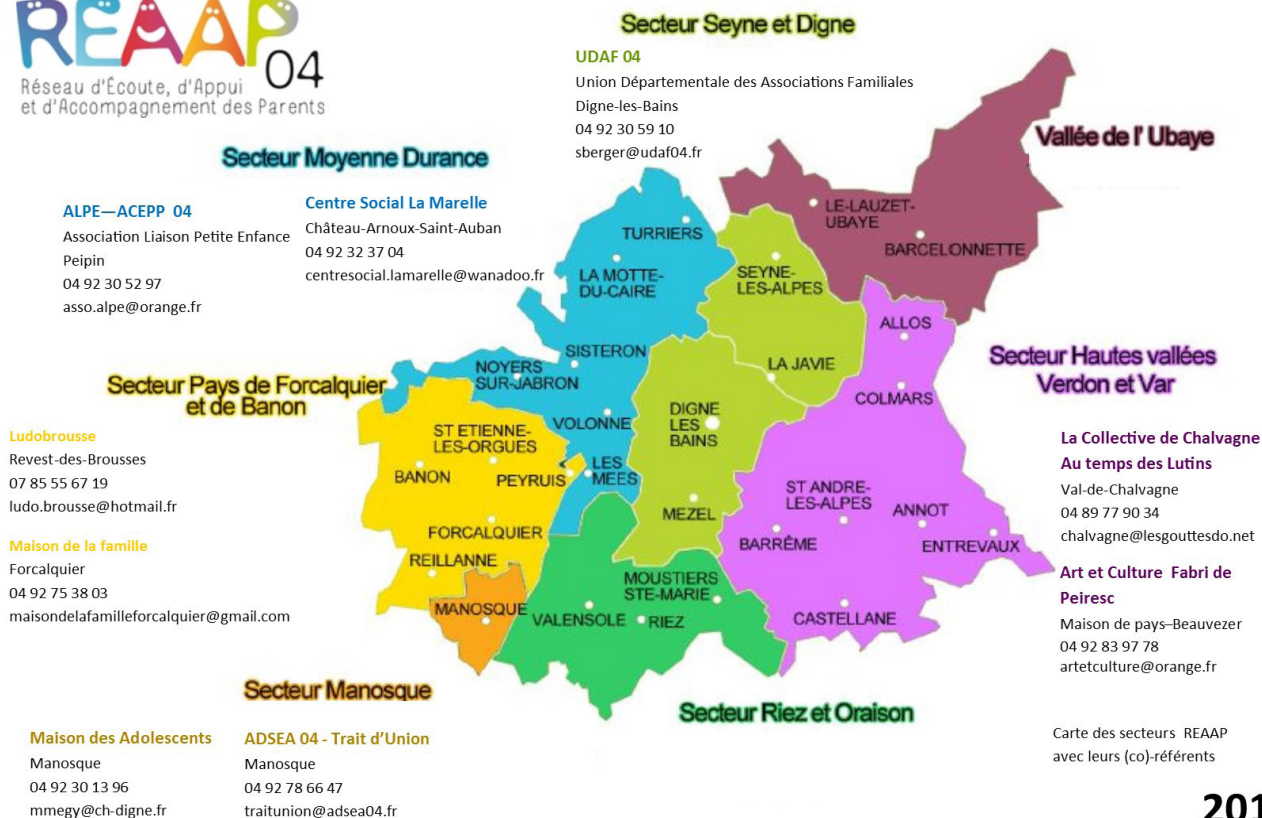 REAAP 04
Réseau d'Écoute, d'Appui
et d'Accompagnement des Parents
Secteur Seyne et Digne
UDAF 04
Union Départementale des Associations Familiales
Digne-les-Bains
04 92 30 59 10
sberger@udaf04.fr
Vallée de l' Ubaye
Secteur Moyenne Durance
ALPE—ACEPP 04
Association Liaison Petite Enfance
Peipin
04 92 30 52 97
asso.alpe@orange.fr
Centre Social La Marelle
Château-Arnoux-Saint-Auban
04 92 32 37 04
centresocial.lamarelle@wanadoo.fr
LE-LAUZET-
UBAYE
BARCELONNETTE
TURRIERS
LA MOTTE-
DU-CAIRE
SEYNE-
LES-ALPES
ALLOS
SISTERON
NOYERS
SUR-JABRON
LA JAVIE
COLMARS
VOLONNE
DIGNE
LES
BAINS
ST ETIENNE-
LES-ORGUES
BANON
PEYRUIS
LES
MEES
MEZEL
ST ANDRE-
LES-ALPES
ANNOT
BARRÊME
ENTREVAUX
FORCALQUIER
REILLANNE
MANOSQUE
MOUSTIERS
STE-MARIE
VALENSOLE
RIEZ
CASTELLANE
Secteur Hautes vallées
Verdon et Var
La Collective de Chalvagne
Au temps des Lutins
Val-de-Chalvagne
04 89 77 90 34
chalvagne@lesgouttesdo.net
Art et Culture Fabri de
Peiresc
Maison de pays–Beauvezer
04 92 83 97 78
artetculture@orange.fr
Secteur Pays de Forcalquier
et de Banon
Ludobrousse
Revest-des-Brousses
07 85 55 67 19
ludo.brousse@hotmail.fr
Maison de la famille
Forcalquier
04 92 75 38 03
maisondelafamilleforcalquier@gmail.com
Secteur Manosque
Maison des Adolescents
Manosque
04 92 30 13 96
mmegy@ch-digne.fr
ADSEA 04 - Trait d'Union
Manosque
04 92 78 66 47
traitunion@adsea04.fr
Secteur Riez et Oraison
Carte des secteurs REAAP
avec leurs (co)-référents
201